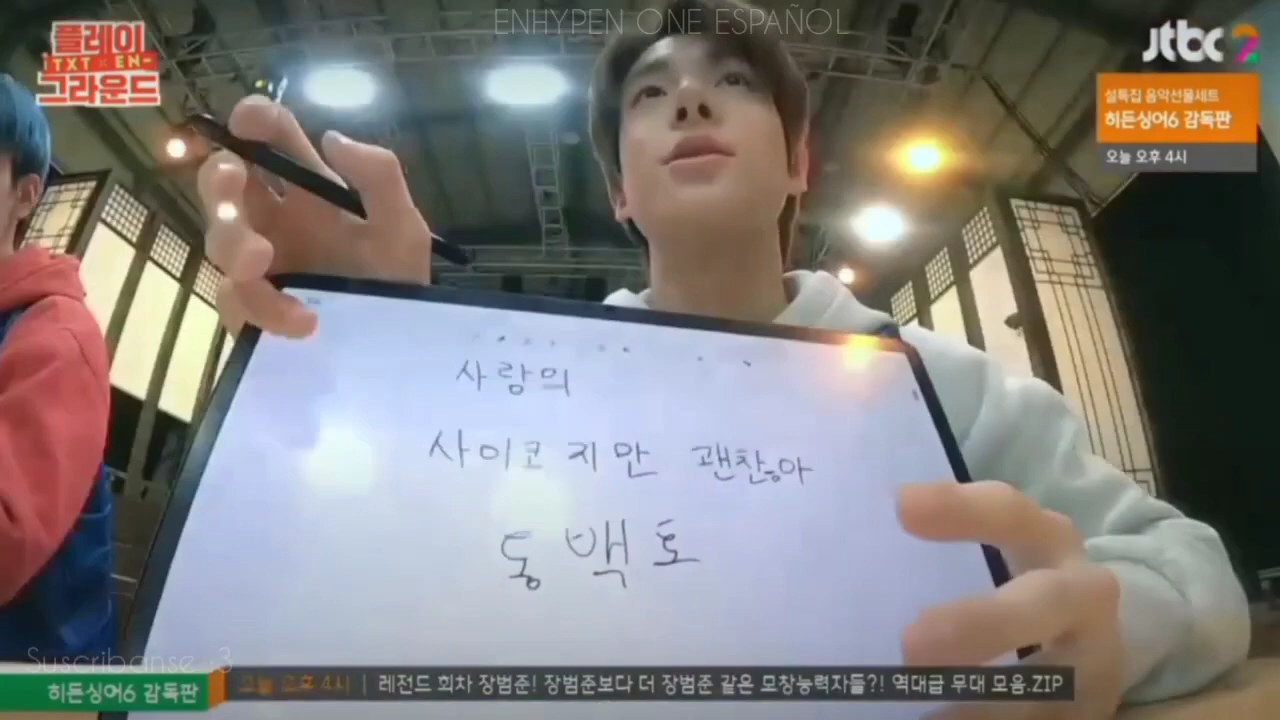 ENHYPEN ONE ESPAÑOL
플레이
TXT × EN-
그라운드
jtbc 2
설특집 음악선물세트
히든싱어6 감독판
오늘 오후 4시
사랑의
사이코지만 괜찮아
동백토
Suscribanse :3
히든싱어6 감독판 오늘 오후 4시 | 레전드 회차 장범준! 장범준보다 더 장범준 같은 모창능력자들?! 역대급 무대 모음.ZIP